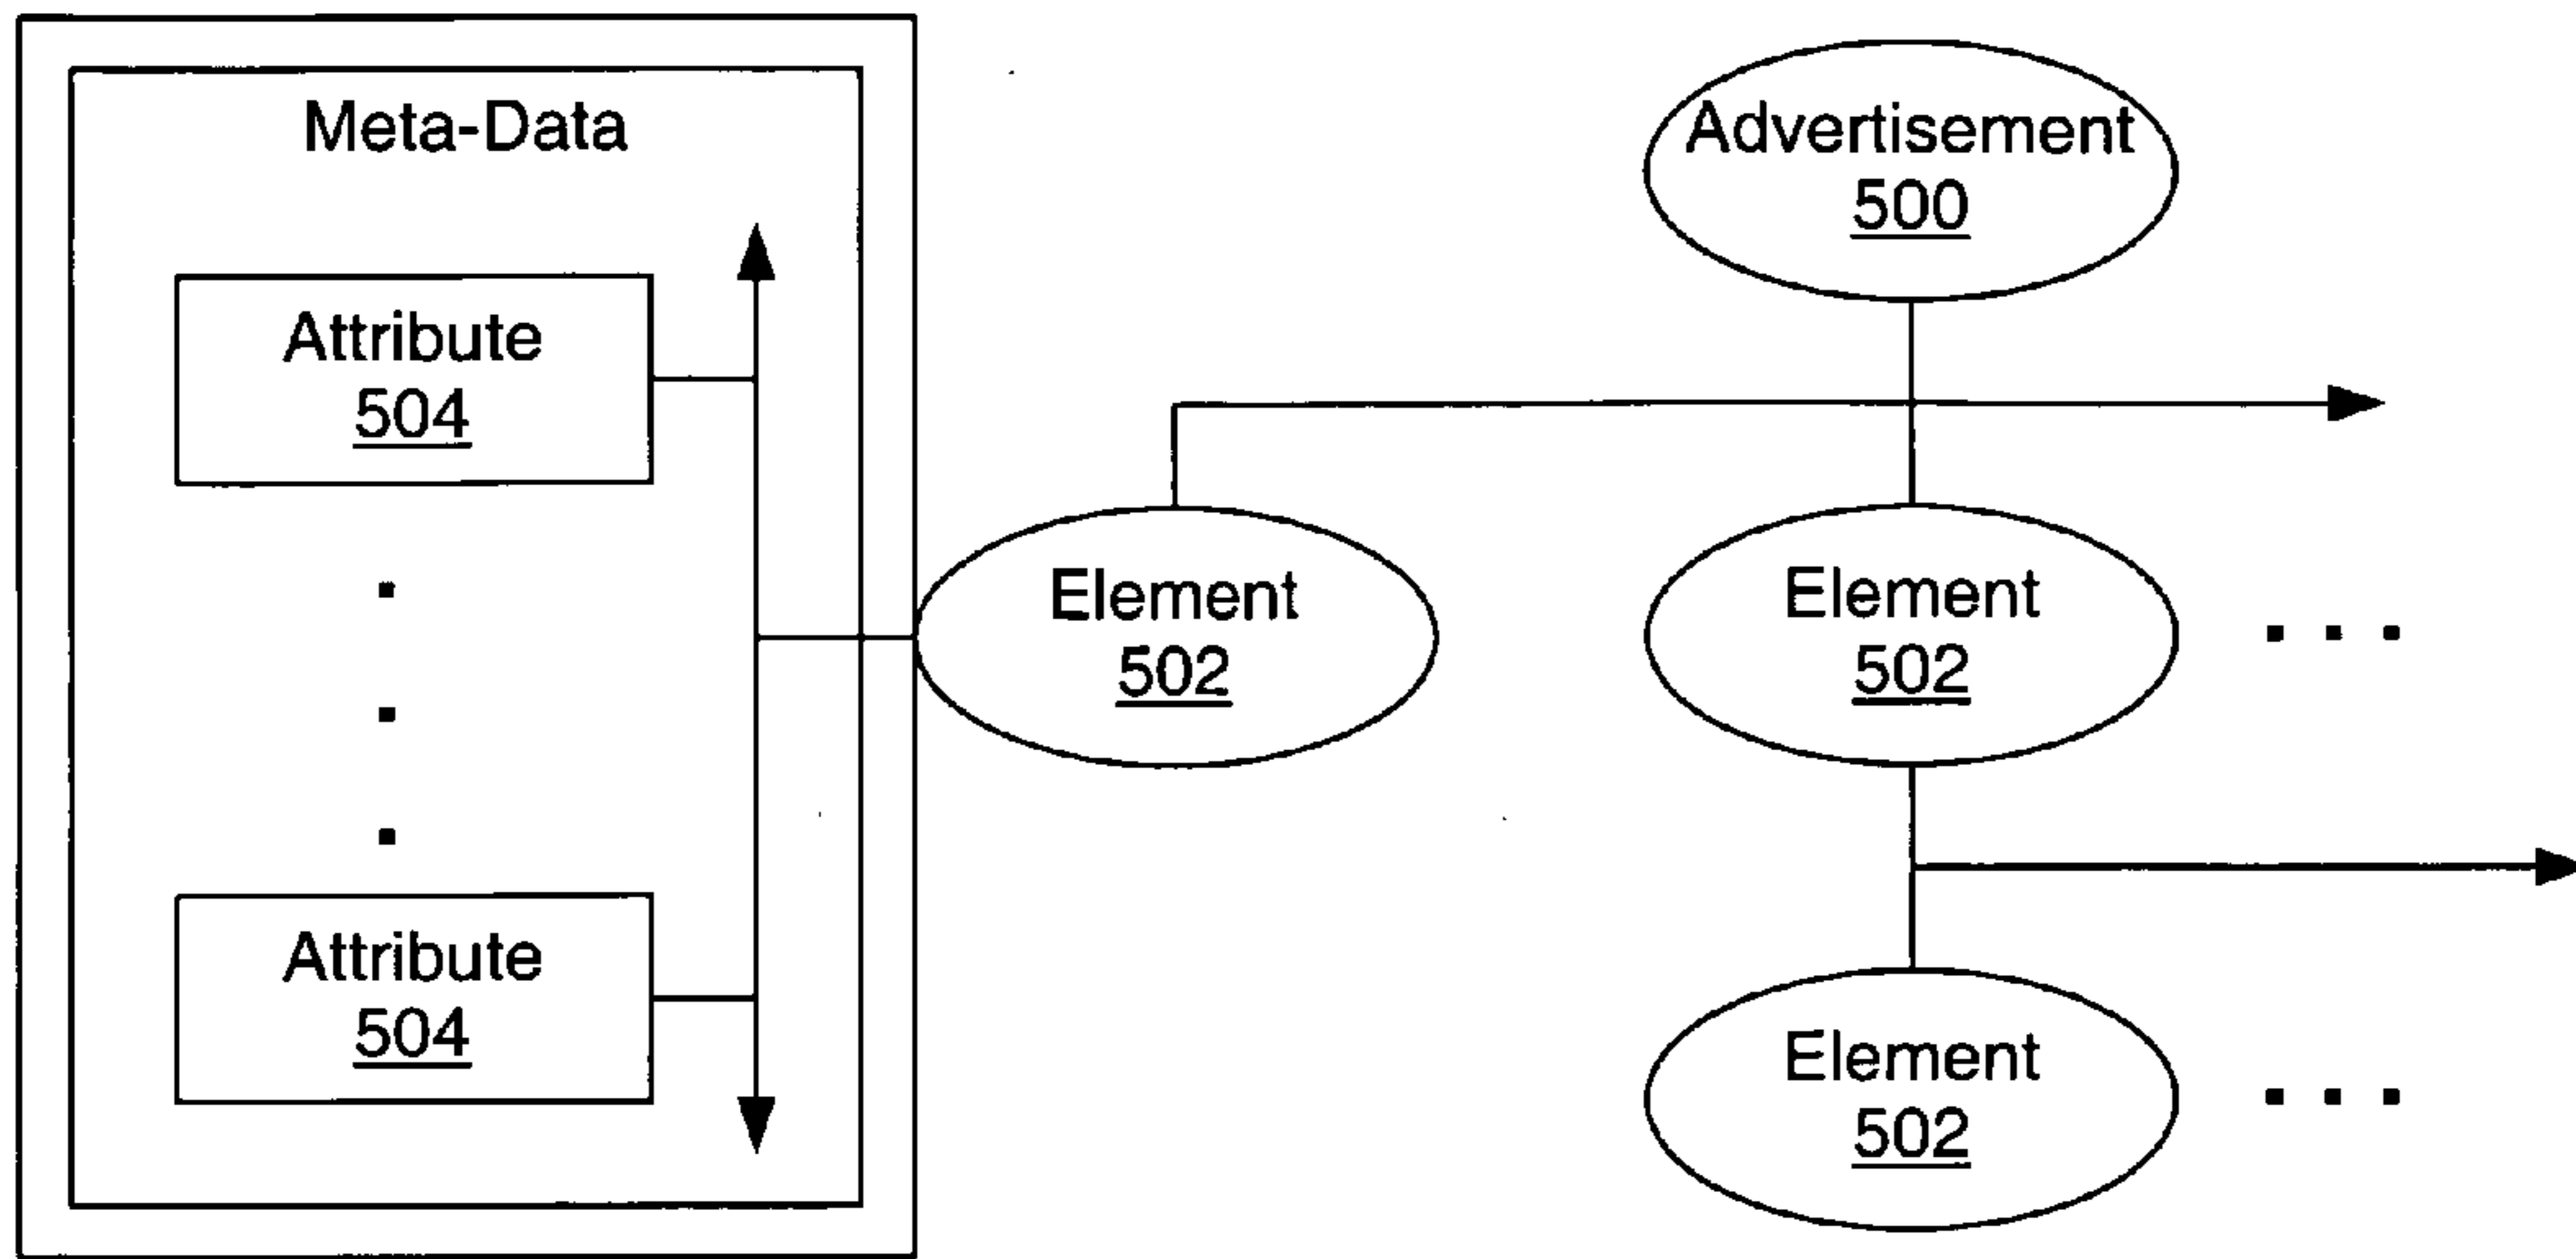 Meta-Data
Attribute
504
Attribute
504
Advertisement
500
Element
502
Element
502
Element
502